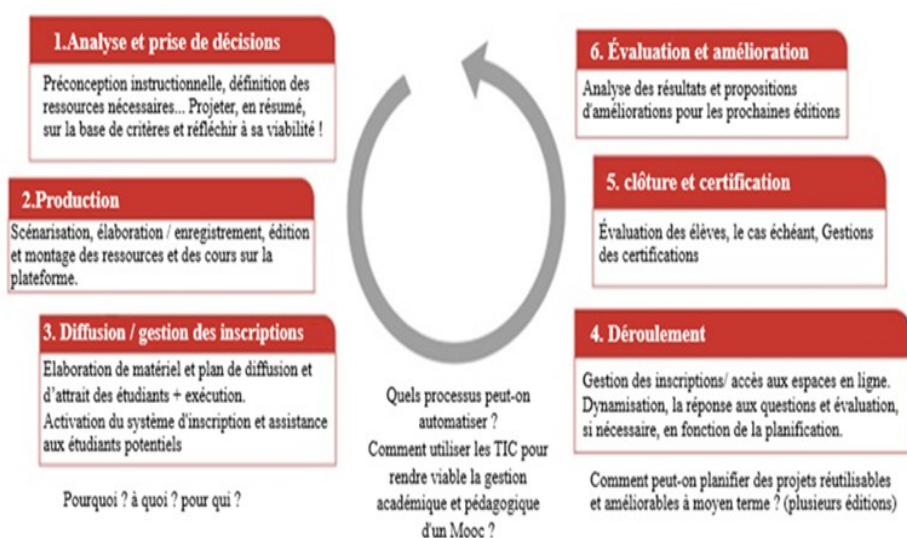 1.Analyse et prise de décisions
Préconception instructionnelle, définition des
ressources nécessaires... Projeter, en résumé,
sur la base de critères et réfléchir à sa viabilité !
2.Production
Scénarisation, élaboration / enregistrement, édition
et montage des ressources et des cours sur la
plateforme.
3. Diffusion / gestion des inscriptions
Elaboration de matériel et plan de diffusion et
d’attrait des étudiants + exécution.
Activation du système d'inscription et assistance
aux étudiants potentiels
Pourquoi ? à quoi ? pour qui ?
Quels processus peut-on
automatiser ?
Comment utiliser les TIC pour
rendre viable la gestion
académique et pédagogique
d'un Mooc ?
6. Évaluation et amélioration
Analyse des résultats et propositions
d'améliorations pour les prochaines éditions
5. clôture et certification
Évaluation des élèves, le cas échéant, Gestions
des certifications
4. Déroulement
Gestion des inscriptions/ accès aux espaces en ligne.
Dynamisation, la réponse aux questions et évaluation,
si nécessaire, en fonction de la planification.
Comment peut-on planifier des projets réutilisables
et améliorables à moyen terme ? (plusieurs éditions)